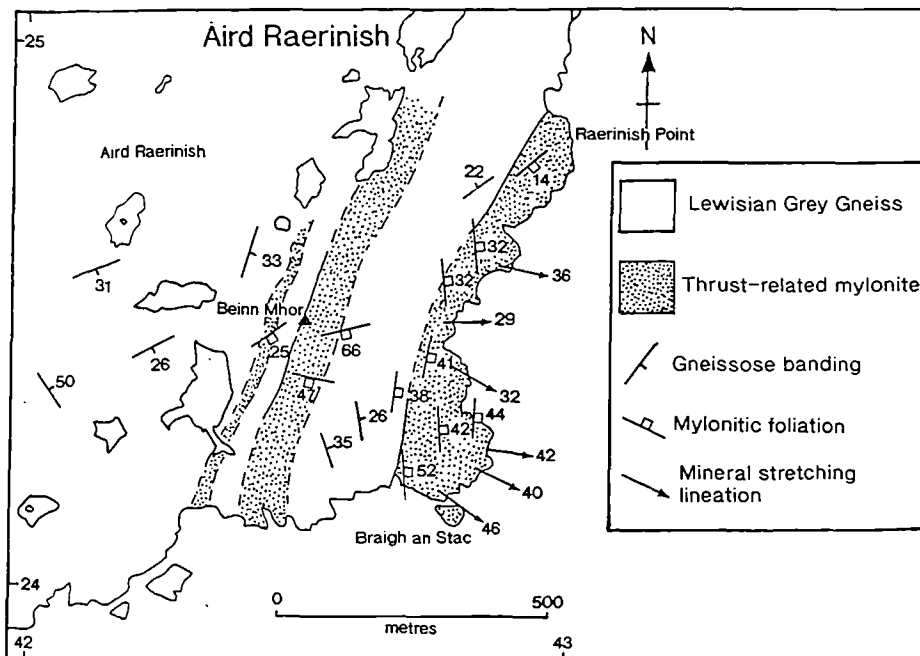 25
Aird Raerinish
N
Raerinish Point
Aird Raerinish
22
14
33
32
31
32
36
Beinn Mhor
29
26
25
66
41
50
47
38
32
26
44
35
42
42
52
40
46
Braigh an Stac
24
0
500
metres
42
43
Lewisian Grey Gneiss
Thrust-related mylonite
Gneissose banding
Mylonitic foliation
Mineral stretching
lineation